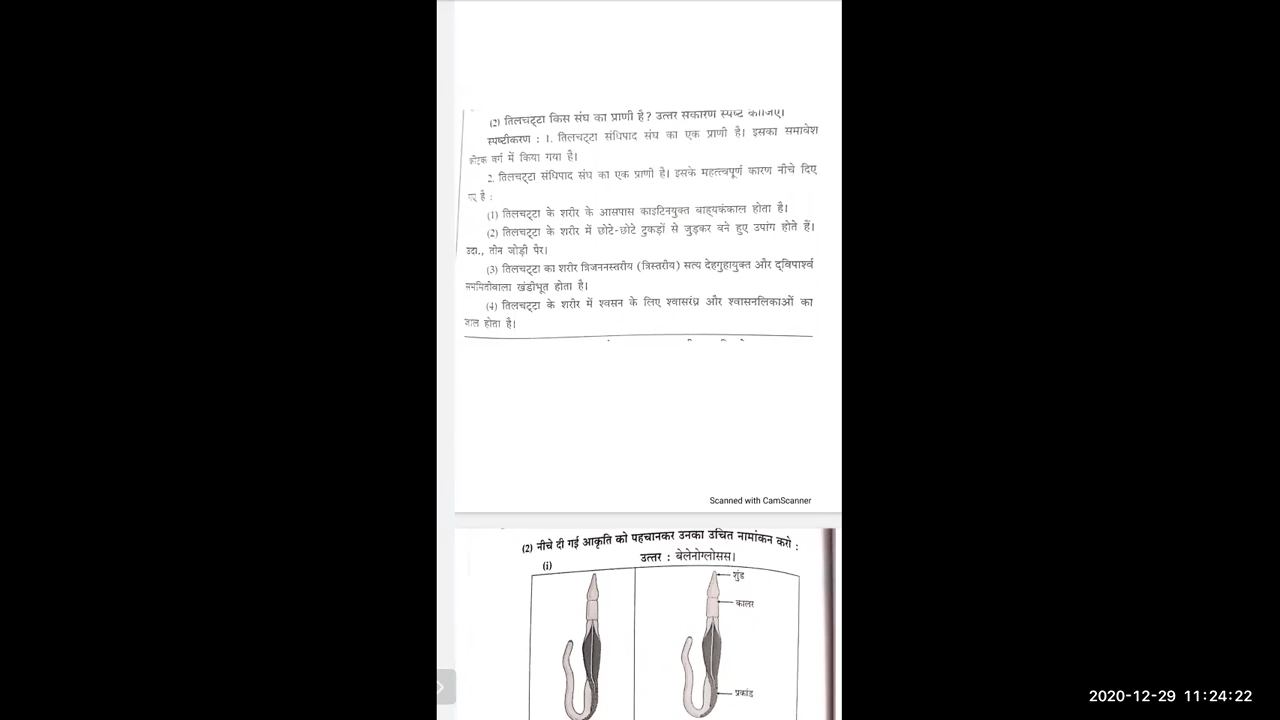 (2) तिलचट्टा किस संघ का प्राणी है? उत्तर सकारण स्पष्ट कीजिए।
स्पष्टीकरण : 1. तिलचट्टा संधिपाद संघ का एक प्राणी है। इसका समावेश
कीटक वर्ग में किया गया है।
2. तिलचट्टा संधिपाद संघ का एक प्राणी है। इसके महत्त्वपूर्ण कारण नीचे दिए
गए है :
(1) तिलचट्टा के शरीर के आसपास काइटिनयुक्त बाह्यकंकाल होता है।
(2) तिलचट्टा के शरीर में छोटे-छोटे टुकड़ों से जुड़कर बने हुए उपांग होते हैं।
उदा., तीन जोड़ी पैर।
(3) तिलचट्टा का शरीर त्रिजननस्तरीय (त्रिस्तरीय) सत्य देहगुहायुक्त और द्विपार्श्व
सममितीवाला खंडीभूत होता है।
(4) तिलचट्टा के शरीर में श्वसन के लिए श्वासरंध्र और श्वासनलिकाओं का
जाल होता है।
Scanned with CamScanner
(2) नीचे दी गई आकृति को पहचानकर उनका उचित नामांकन करो :
(i) उत्तर : बेलेनोग्लोसस।
शुंड
कालर
प्रकांड
2020-12-29 11:24:22